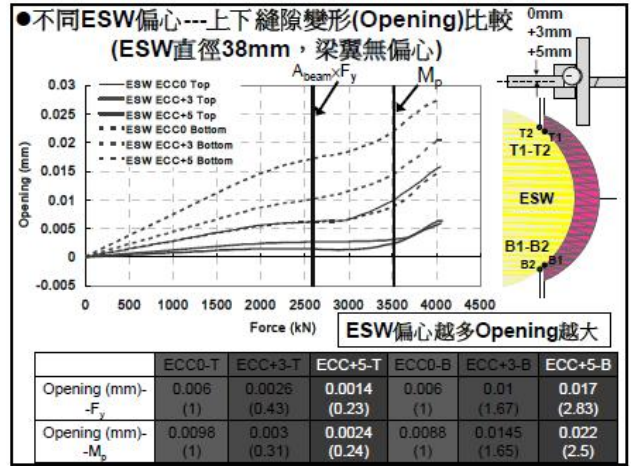 ●不同ESW偏心---上下縫隙變形(Opening)比較
(ESW直徑38mm，梁翼無偏心)
0mm
+3mm
+5mm
A_beam×F_y
M_p
ESW ECC0 Top
ESW ECC+3 Top
ESW ECC+5 Top
ESW ECC0 Bottom
ESW ECC+3 Bottom
ESW ECC+5 Bottom
Opening (mm)
0.03
0.025
0.02
0.015
0.01
0.005
0
-0.005
0 500 1000 1500 2000 2500 3000 3500 4000 4500
Force (kN)
T2 T1
T1-T2
ESW
B1-B2
B2 B1
ESW偏心越多Opening越大
ECC0-T ECC+3-T ECC+5-T ECC0-B ECC+3-B ECC+5-B
Opening (mm)- 0.006 0.0026 0.0014 0.006 0.01 0.017
-F_y (1) (0.43) (0.23) (1) (1.67) (2.83)
Opening (mm)- 0.0098 0.003 0.0024 0.0088 0.0145 0.022
-M_p (1) (0.31) (0.24) (1) (1.65) (2.5)